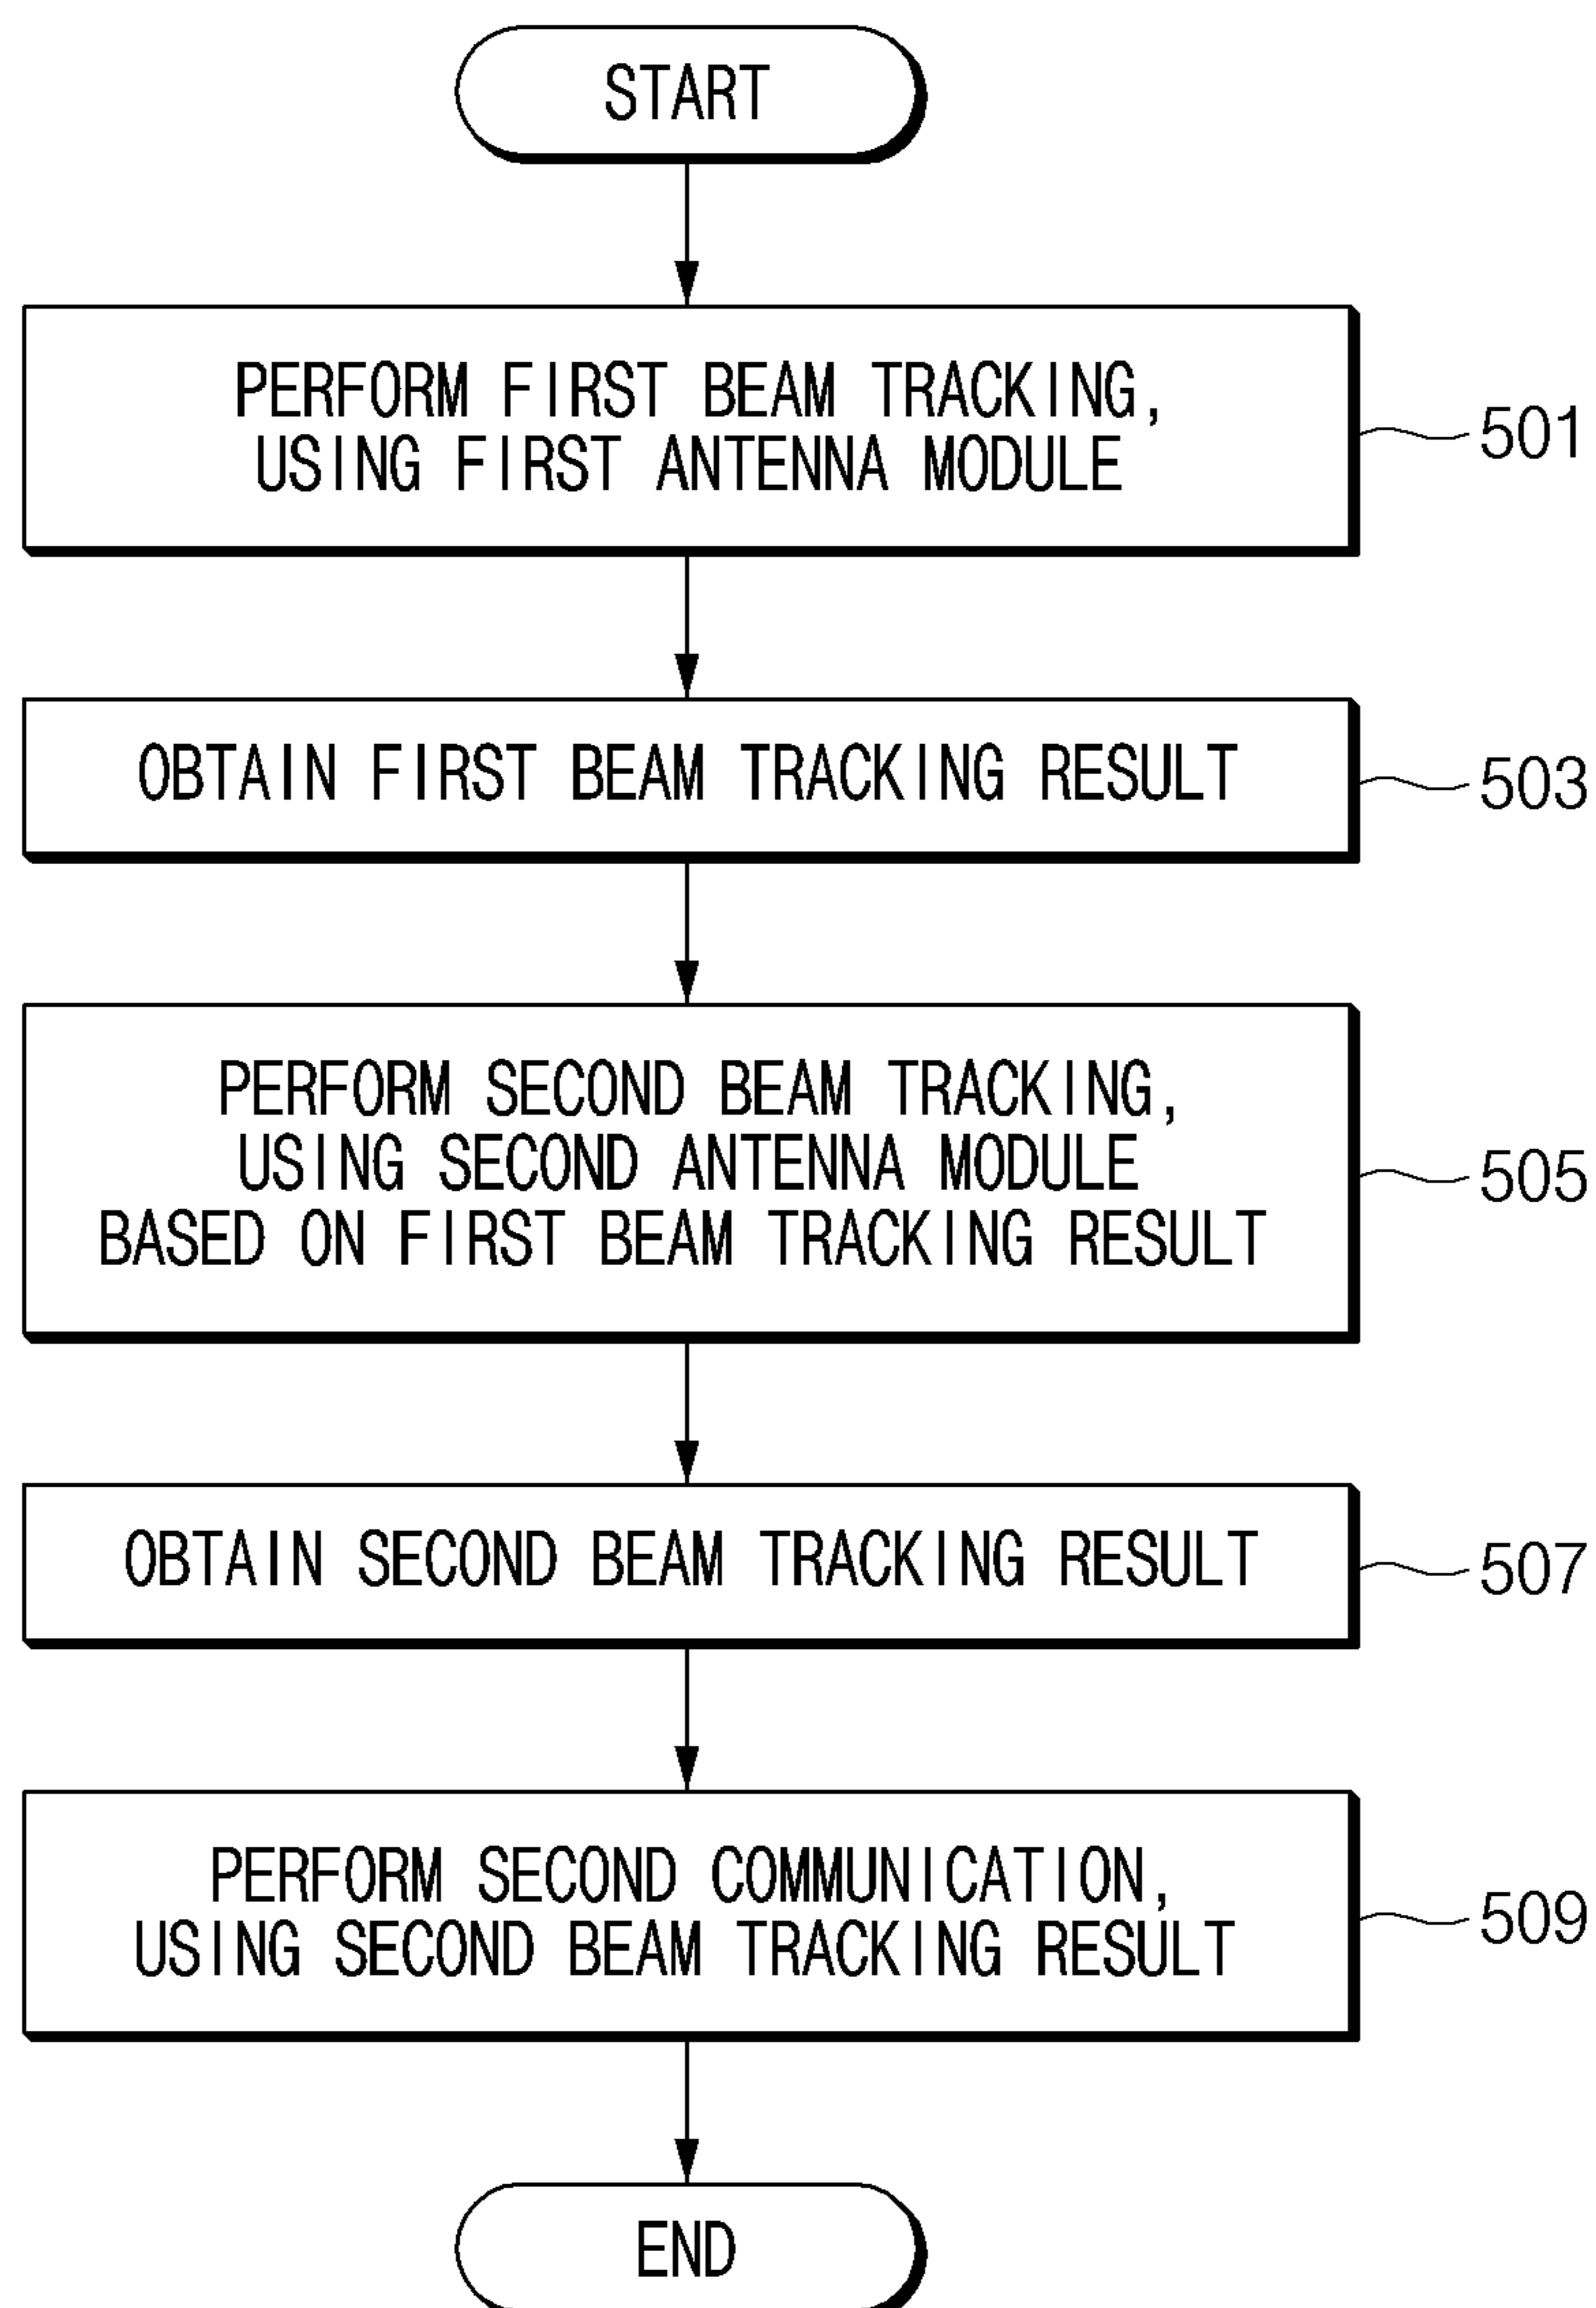 START
PERFORM FIRST BEAM TRACKING,
USING FIRST ANTENNA MODULE
501
OBTAIN FIRST BEAM TRACKING RESULT
503
PERFORM SECOND BEAM TRACKING,
USING SECOND ANTENNA MODULE
BASED ON FIRST BEAM TRACKING RESULT
505
OBTAIN SECOND BEAM TRACKING RESULT
507
PERFORM SECOND COMMUNICATION,
USING SECOND BEAM TRACKING RESULT
509
END